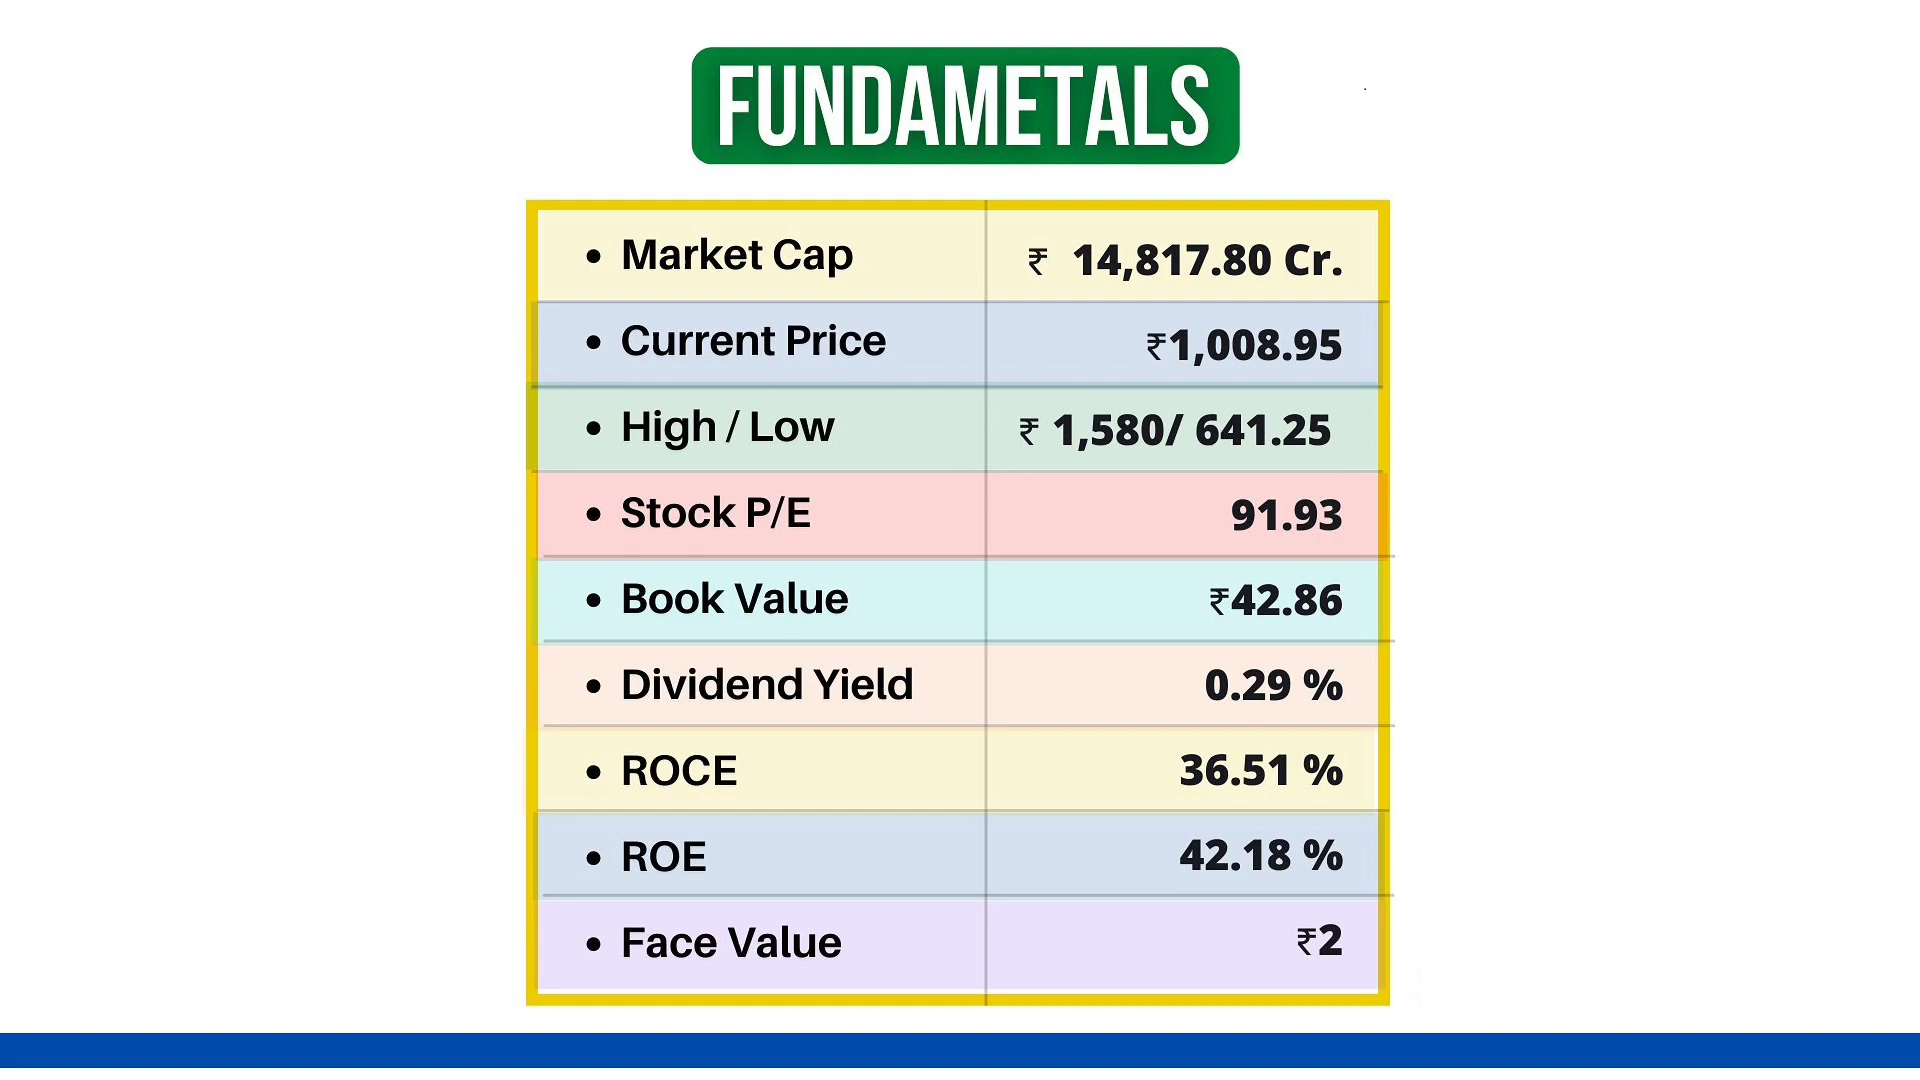 FUNDAMETALS
• Market Cap ₹ 14,817.80 Cr.
• Current Price ₹1,008.95
• High / Low ₹ 1,580/ 641.25
• Stock P/E 91.93
• Book Value ₹42.86
• Dividend Yield 0.29 %
• ROCE 36.51 %
• ROE 42.18 %
• Face Value ₹2